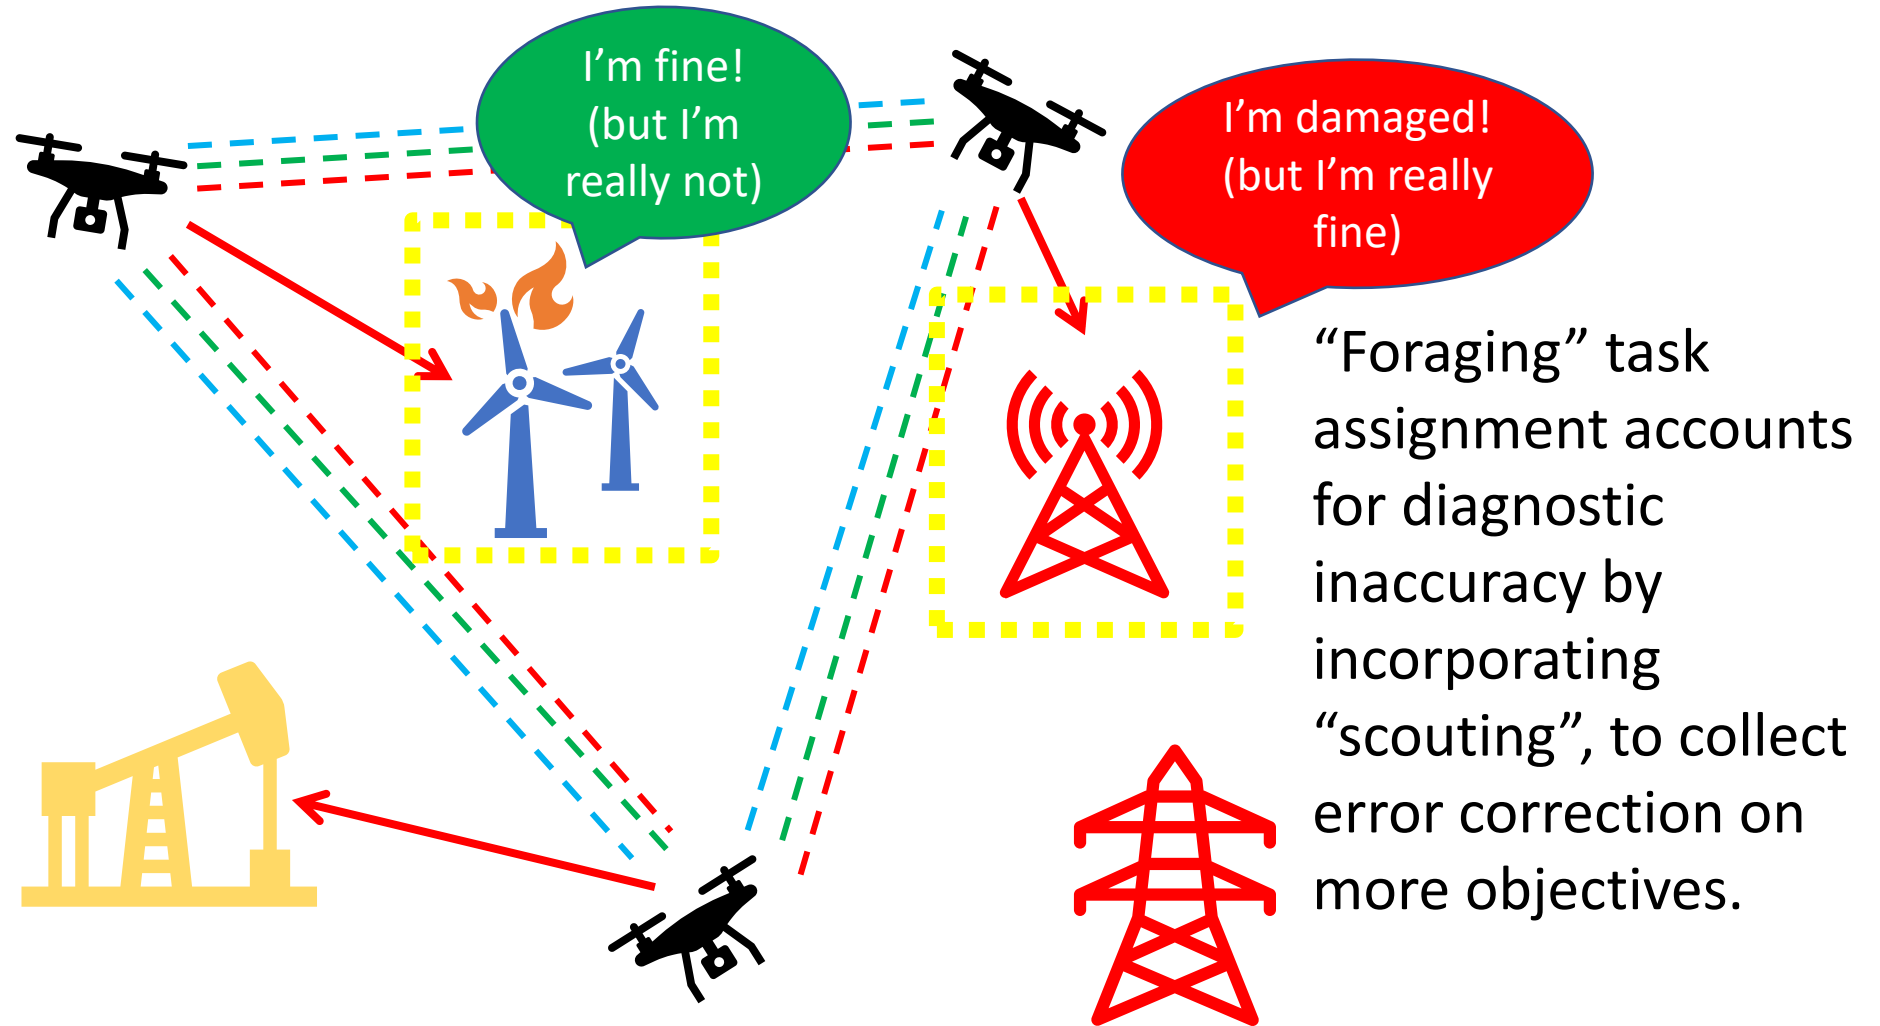 I’m fine!
(but I’m
really not)
I’m damaged!
(but I’m really
fine)
“Foraging” task
assignment accounts
for diagnostic
inaccuracy by
incorporating
“scouting”, to collect
error correction on
more objectives.